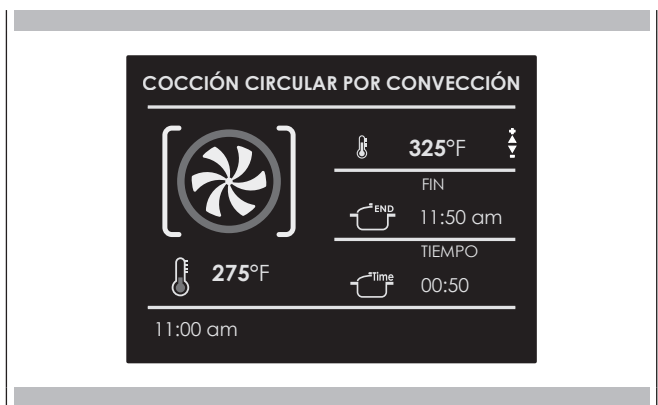 COCCIÓN CIRCULAR POR CONVECCIÓN
325°F
FIN
END 11:50 am
TIEMPO
275°F
Time 00:50
11:00 am